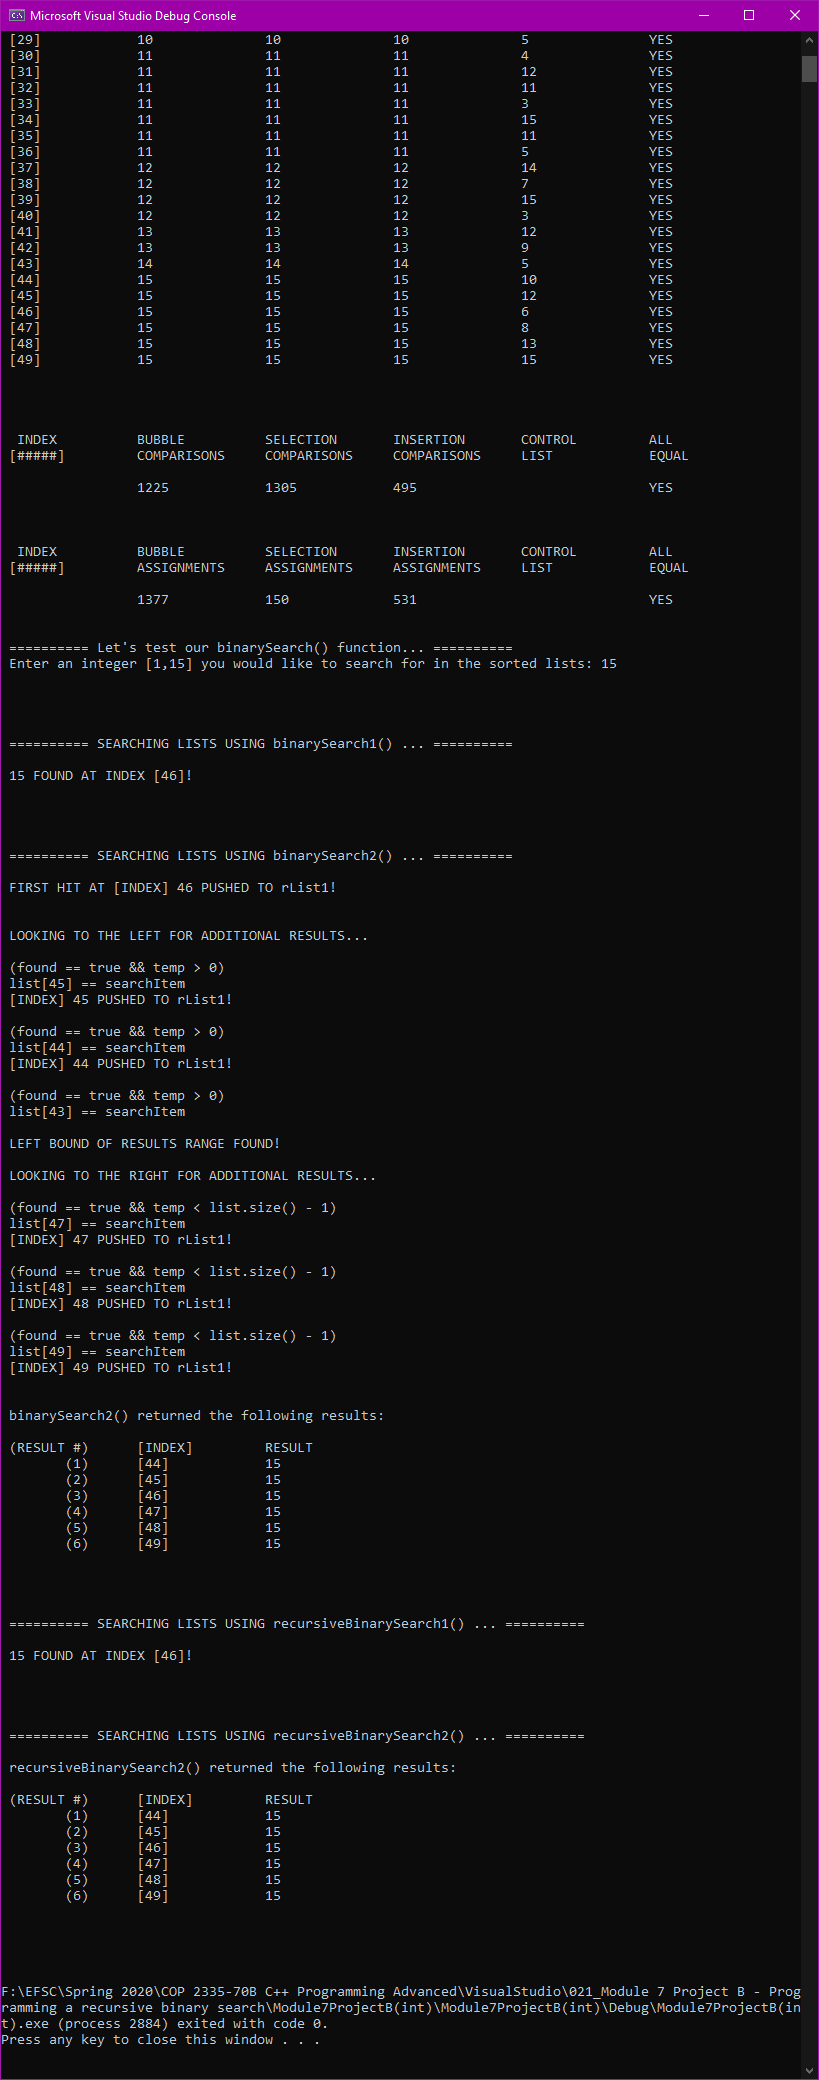 Microsoft Visual Studio Debug Console
[29] 10 10 10 5 YES
[30] 11 11 11 4 YES
[31] 11 11 11 12 YES
[32] 11 11 11 11 YES
[33] 11 11 11 3 YES
[34] 11 11 11 15 YES
[35] 11 11 11 11 YES
[36] 11 11 11 5 YES
[37] 12 12 12 14 YES
[38] 12 12 12 7 YES
[39] 12 12 12 15 YES
[40] 12 12 12 3 YES
[41] 13 13 13 12 YES
[42] 13 13 13 9 YES
[43] 14 14 14 5 YES
[44] 15 15 15 10 YES
[45] 15 15 15 12 YES
[46] 15 15 15 6 YES
[47] 15 15 15 8 YES
[48] 15 15 15 13 YES
[49] 15 15 15 15 YES
INDEX BUBBLE SELECTION INSERTION CONTROL ALL
[#####] COMPARISONS COMPARISONS COMPARISONS LIST EQUAL
1225 1305 495 YES
INDEX BUBBLE SELECTION INSERTION CONTROL ALL
[#####] ASSIGNMENTS ASSIGNMENTS ASSIGNMENTS LIST EQUAL
1377 150 531 YES
========== Let's test our binarySearch() function... ==========
Enter an integer [1,15] you would like to search for in the sorted lists: 15
========== SEARCHING LISTS USING binarySearch1() ... ==========
15 FOUND AT INDEX [46]!
========== SEARCHING LISTS USING binarySearch2() ... ==========
FIRST HIT AT [INDEX] 46 PUSHED TO rList1!
LOOKING TO THE LEFT FOR ADDITIONAL RESULTS...
(found == true && temp > 0)
list[45] == searchItem
[INDEX] 45 PUSHED TO rList1!
(found == true && temp > 0)
list[44] == searchItem
[INDEX] 44 PUSHED TO rList1!
(found == true && temp > 0)
list[43] == searchItem
LEFT BOUND OF RESULTS RANGE FOUND!
LOOKING TO THE RIGHT FOR ADDITIONAL RESULTS...
(found == true && temp < list.size() - 1)
list[47] == searchItem
[INDEX] 47 PUSHED TO rList1!
(found == true && temp < list.size() - 1)
list[48] == searchItem
[INDEX] 48 PUSHED TO rList1!
(found == true && temp < list.size() - 1)
list[49] == searchItem
[INDEX] 49 PUSHED TO rList1!
binarySearch2() returned the following results:
(RESULT #) [INDEX] RESULT
(1) [44] 15
(2) [45] 15
(3) [46] 15
(4) [47] 15
(5) [48] 15
(6) [49] 15
========== SEARCHING LISTS USING recursiveBinarySearch1() ... ==========
15 FOUND AT INDEX [46]!
========== SEARCHING LISTS USING recursiveBinarySearch2() ... ==========
recursiveBinarySearch2() returned the following results:
(RESULT #) [INDEX] RESULT
(1) [44] 15
(2) [45] 15
(3) [46] 15
(4) [47] 15
(5) [48] 15
(6) [49] 15
F:\EFSC\Spring 2020\COP 2335-70B C++ Programming Advanced\VisualStudio\021_Module 7 Project B - Prog
ramming a recursive binary search\Module7ProjectB(int)\Module7ProjectB(int)\Debug\Module7ProjectB(in
t).exe (process 2884) exited with code 0.
Press any key to close this window . . .